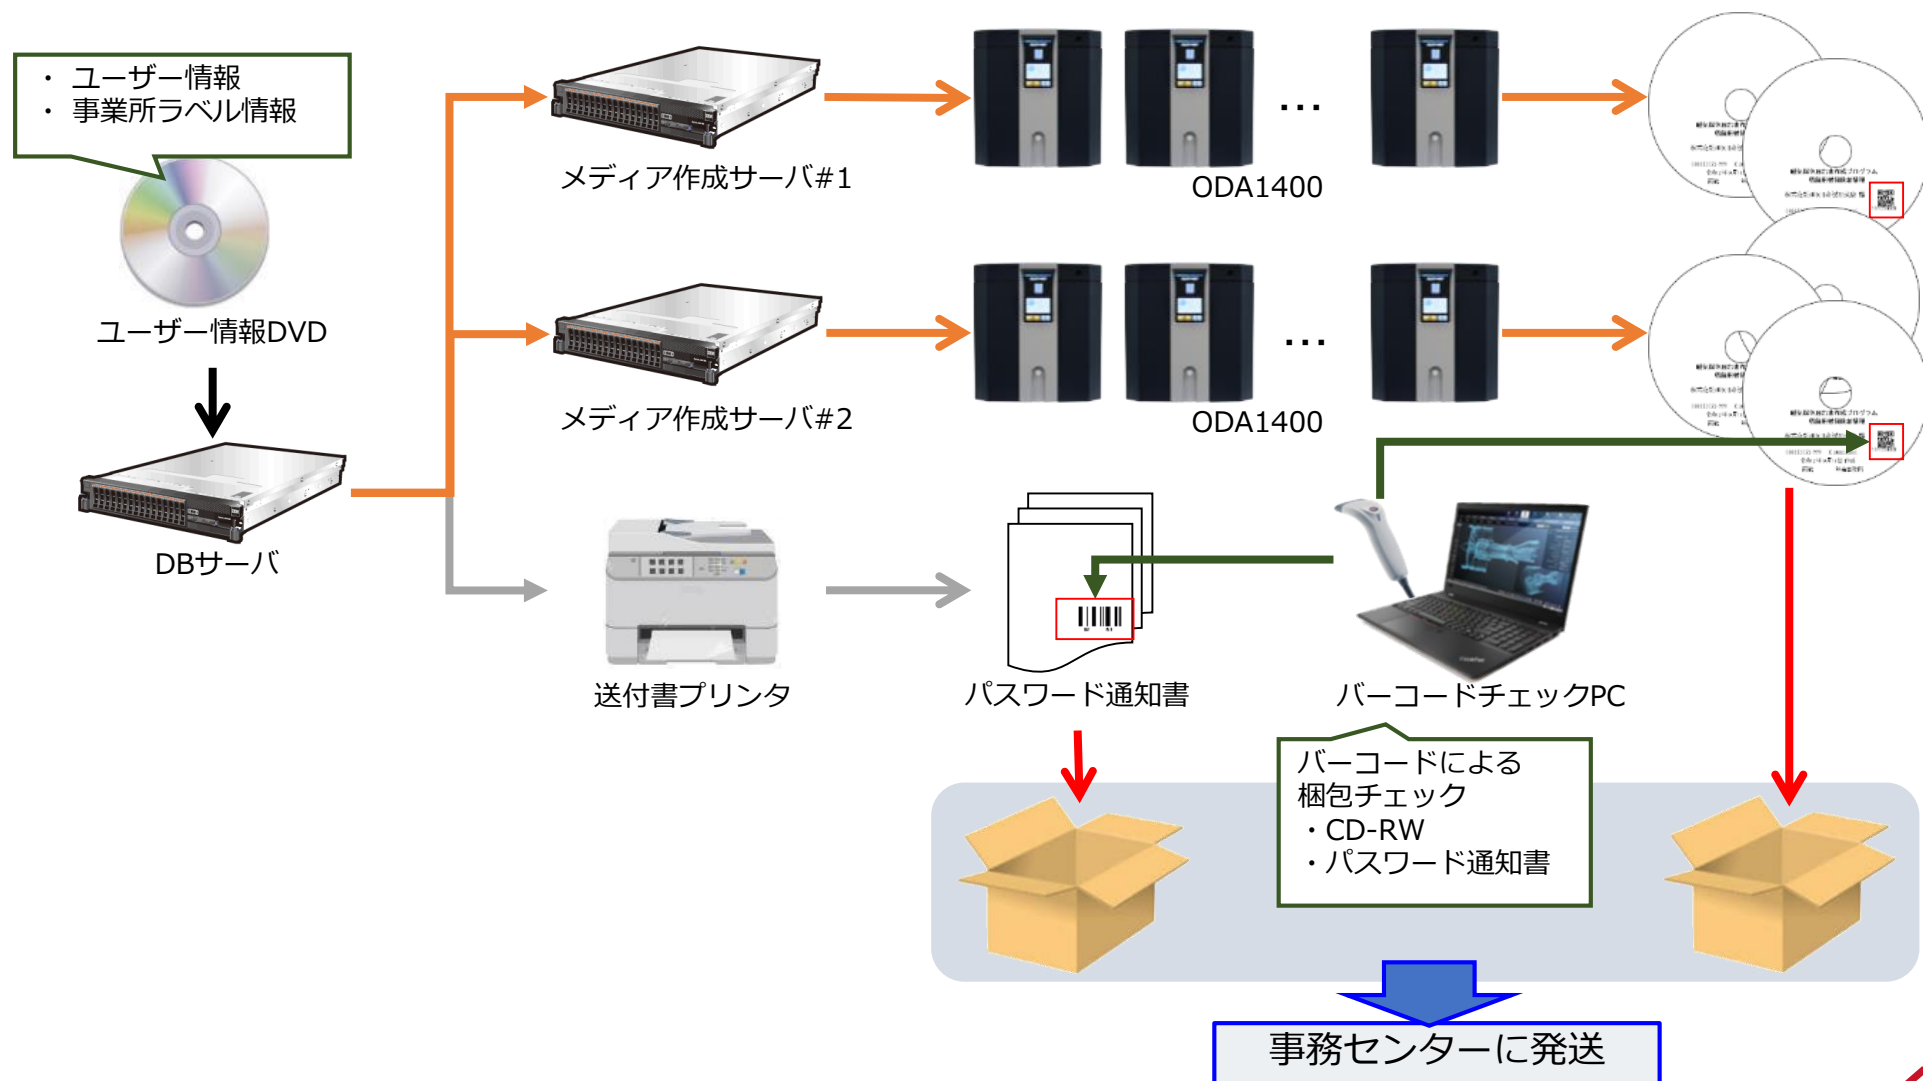 ・ ユーザー情報
・ 事業所ラベル情報
ユーザー情報DVD
DBサーバ
メディア作成サーバ#1
ODA1400
…
メディア作成サーバ#2
ODA1400
…
送付書プリンタ
パスワード通知書
バーコードチェックPC
バーコードによる
梱包チェック
・CD-RW
・パスワード通知書
事務センターに発送